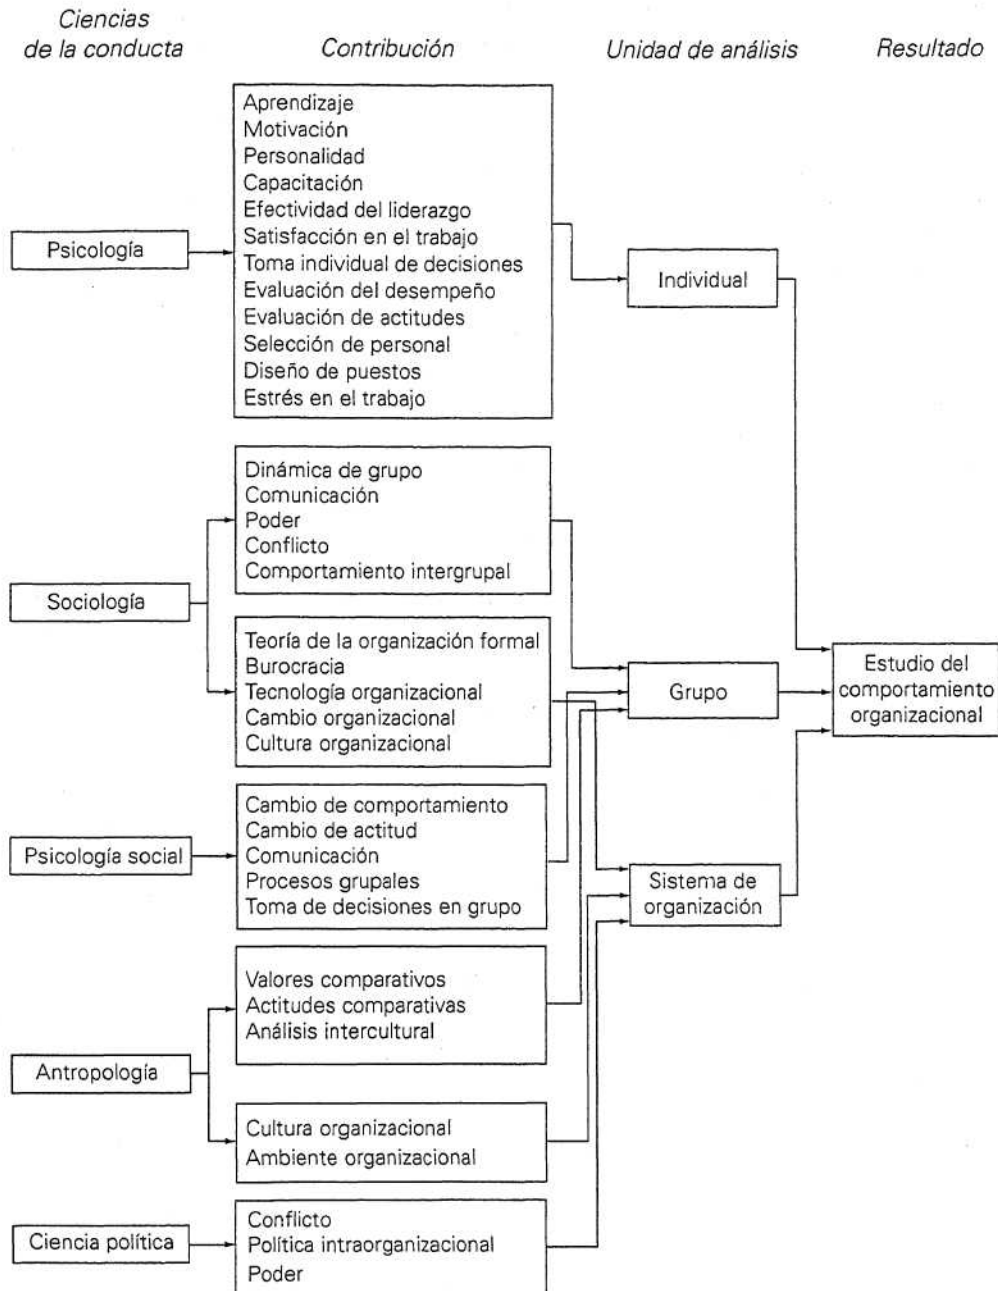 Ciencias
de la conducta
Contribución
Unidad de análisis
Resultado
Psicología
Aprendizaje
Motivación
Personalidad
Capacitación
Efectividad del liderazgo
Satisfacción en el trabajo
Toma individual de decisiones
Evaluación del desempeño
Evaluación de actitudes
Selección de personal
Diseño de puestos
Estrés en el trabajo
Individual
Sociología
Dinámica de grupo
Comunicación
Poder
Conflicto
Comportamiento intergrupal
Teoría de la organización formal
Burocracia
Tecnología organizacional
Cambio organizacional
Cultura organizacional
Grupo
Estudio del
comportamiento
organizacional
Psicología social
Cambio de comportamiento
Cambio de actitud
Comunicación
Procesos grupales
Toma de decisiones en grupo
Sistema de
organización
Antropología
Valores comparativos
Actitudes comparativas
Análisis intercultural
Cultura organizacional
Ambiente organizacional
Ciencia política
Conflicto
Política intraorganizacional
Poder